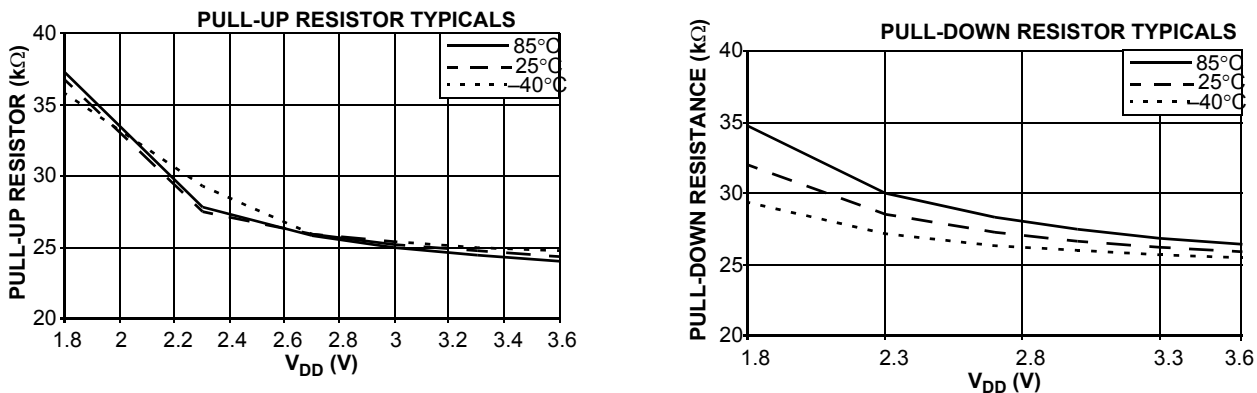 PULL-UP RESISTOR TYPICALS
PULL-UP RESISTOR (kΩ)
40
35
30
25
20
85°C
25°C
–40°C
1.8 2 2.2 2.4 2.6 2.8 3 3.2 3.4 3.6
VDD (V)
PULL-DOWN RESISTOR TYPICALS
PULL-DOWN RESISTANCE (kΩ)
40
35
30
25
20
85°C
25°C
–40°C
1.8 2.3 2.8 3.3 3.6
VDD (V)